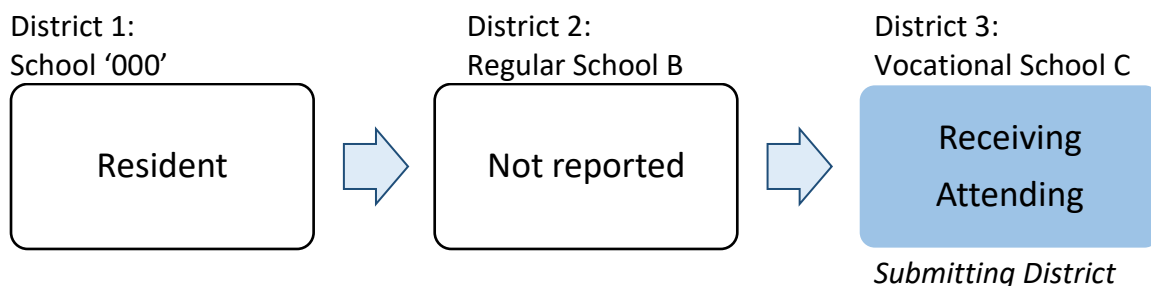 District 1:
School ‘000’
Resident
District 2:
Regular School B
Not reported
District 3:
Vocational School C
Receiving
Attending
Submitting District